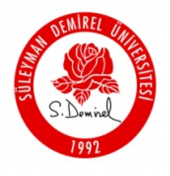 SÜLEYMAN DEMİREL ÜNİVERSİTESİ
S. Demirel
1992